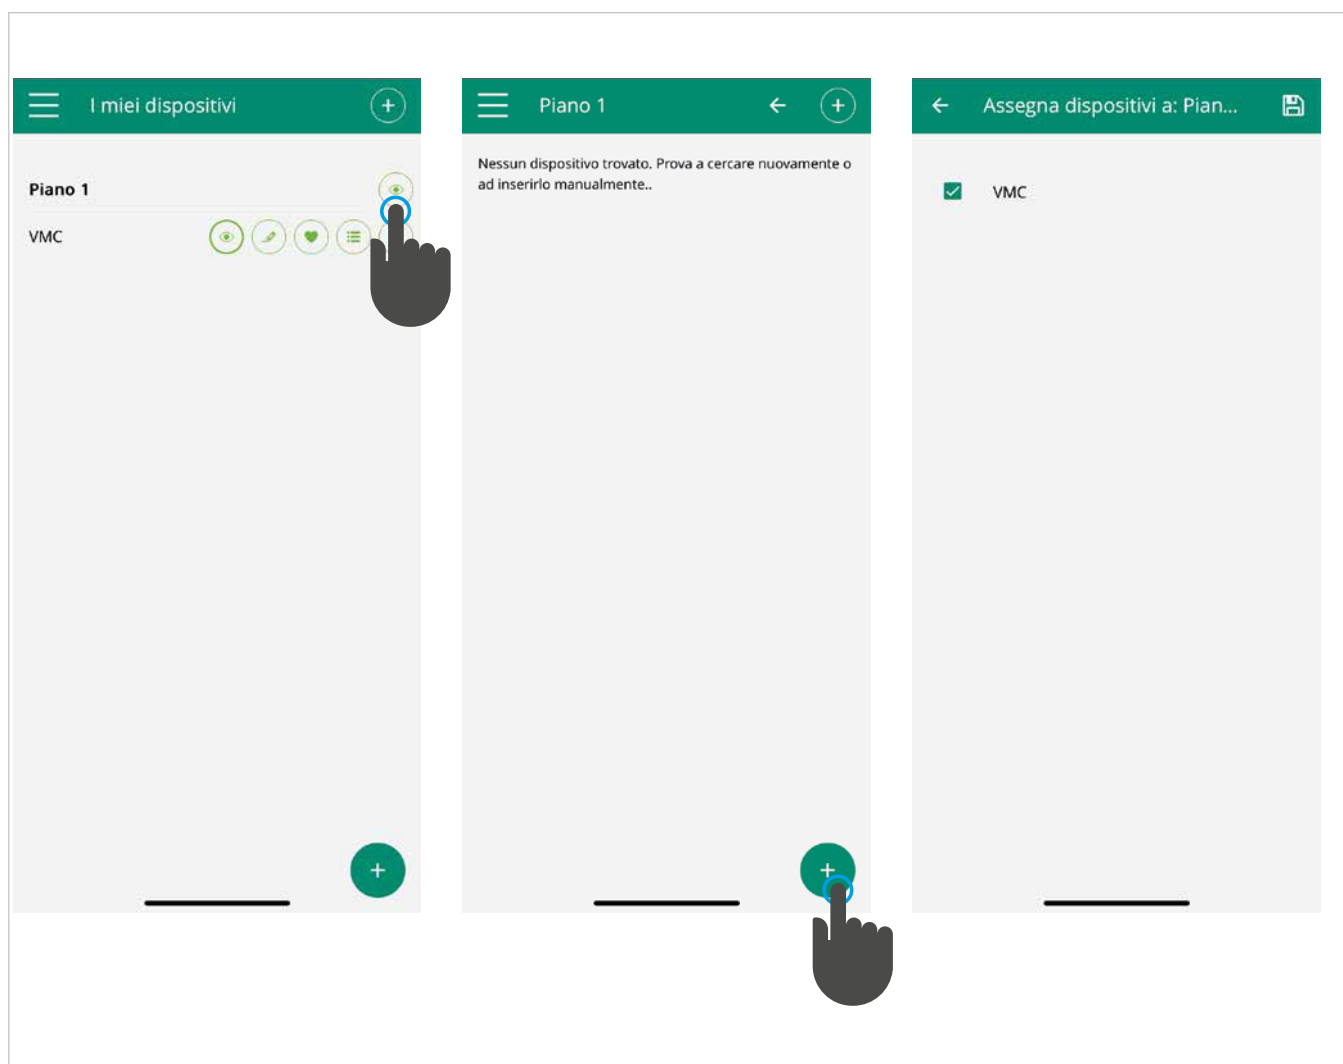 I miei dispositivi
Piano 1
VMC
Piano 1
Nessun dispositivo trovato. Prova a cercare nuovamente o
ad inserirlo manualmente..
Assegna dispositivi a: Pian...
VMC